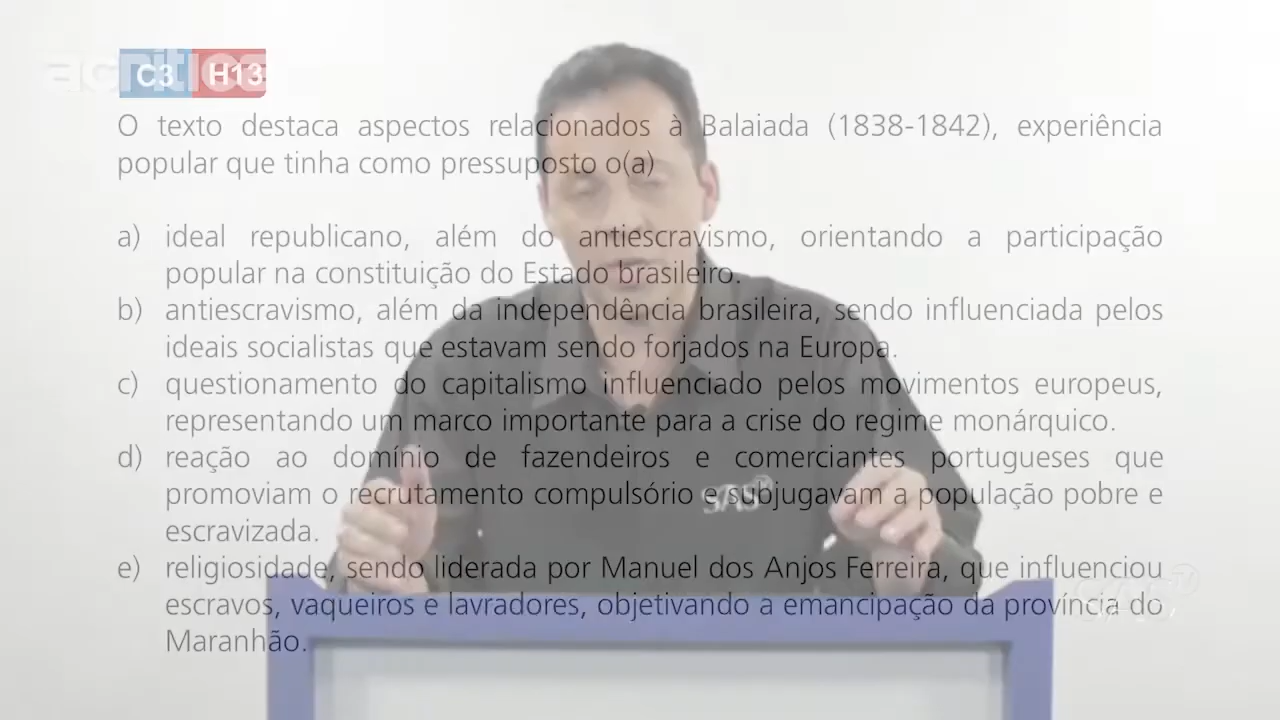 acritica
C3 H13
O texto destaca aspectos relacionados à Balaiada (1838-1842), experiência
popular que tinha como pressuposto o(a)
a) ideal republicano, além do antiescravismo, orientando a participação
popular na constituição do Estado brasileiro.
b) antiescravismo, além da independência brasileira, sendo influenciada pelos
ideais socialistas que estavam sendo forjados na Europa.
c) questionamento do capitalismo influenciado pelos movimentos europeus,
representando um marco importante para a crise do regime monárquico.
d) reação ao domínio de fazendeiros e comerciantes portugueses que
promoviam o recrutamento compulsório e subjugavam a população pobre e
escravizada.
SAS
e) religiosidade, sendo liderada por Manuel dos Anjos Ferreira, que influenciou
escravos, vaqueiros e lavradores, objetivando a emancipação da província do
Maranhão.